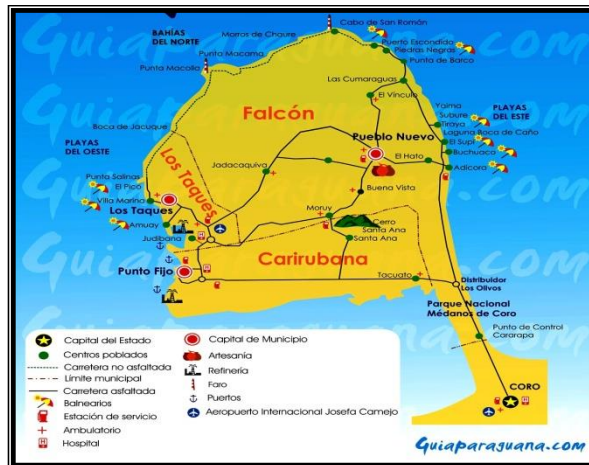 Guiaparaguana.com
BAHÍAS
DEL NORTE
Morros de Chaure
Cabo de San Román
Puerto Escondido
Piedras Negras
Punta de Barco
Punta Macama
Punta Macolla
Las Cumaraguas
El Vínculo
Falcón
Yaima
Supure
Tiraya
PLAYAS
DEL ESTE
Laguna Boca de Caño
El Supí
Buchuaco
Adícora
Boca de Jacuque
Pueblo Nuevo
El Hato
PLAYAS
DEL OESTE
Jadacaquiva
Buena Vista
Los Taques
Punta Salinas
El Pico
Villa Marina
Los Taques
Amuay
Judibana
Moruy
Cerro
Santa Ana
Santa Ana
Guiaparaguana.com
Punto Fijo
Carirubana
Tacuato
Distribuidor
Los Olivos
Parque Nacional
Médanos de Coro
Punto de Control
Cararapa
CORO
Capital del Estado
Centros poblados
Carretera no asfaltada
Límite municipal
Carretera asfaltada
Balnearios
Estación de servicio
Ambulatorio
Hospital
Capital de Municipio
Artesanía
Refinería
Faro
Puertos
Aeropuerto Internacional Josefa Camejo
Guiaparaguana.com